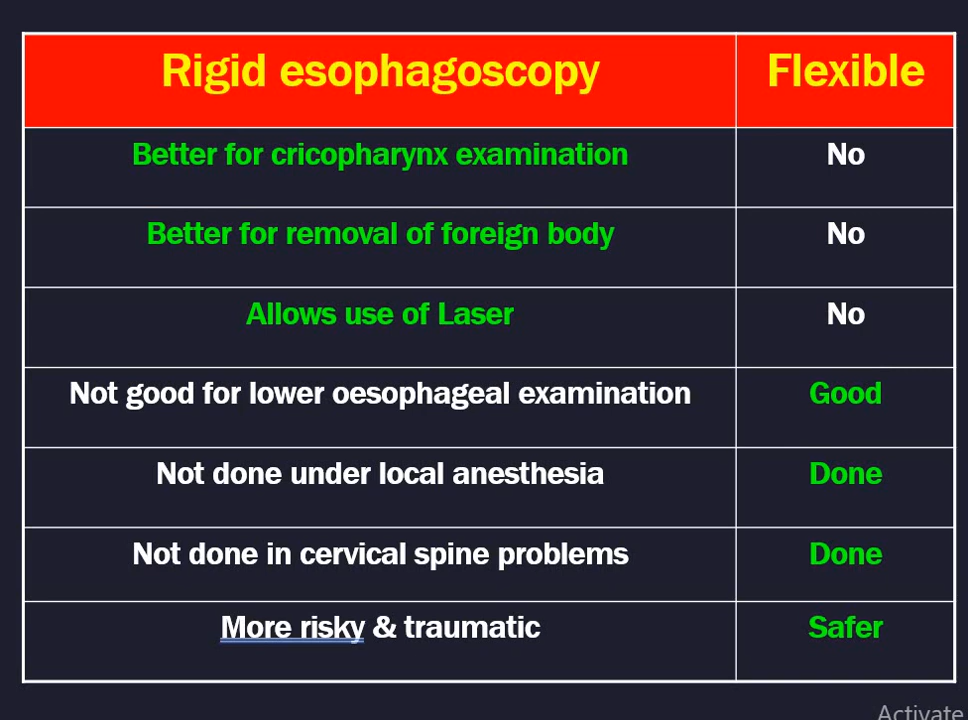 Rigid esophagoscopy Flexible
Better for cricopharynx examination No
Better for removal of foreign body No
Allows use of Laser No
Not good for lower oesophageal examination Good
Not done under local anesthesia Done
Not done in cervical spine problems Done
More risky & traumatic Safer
Activate